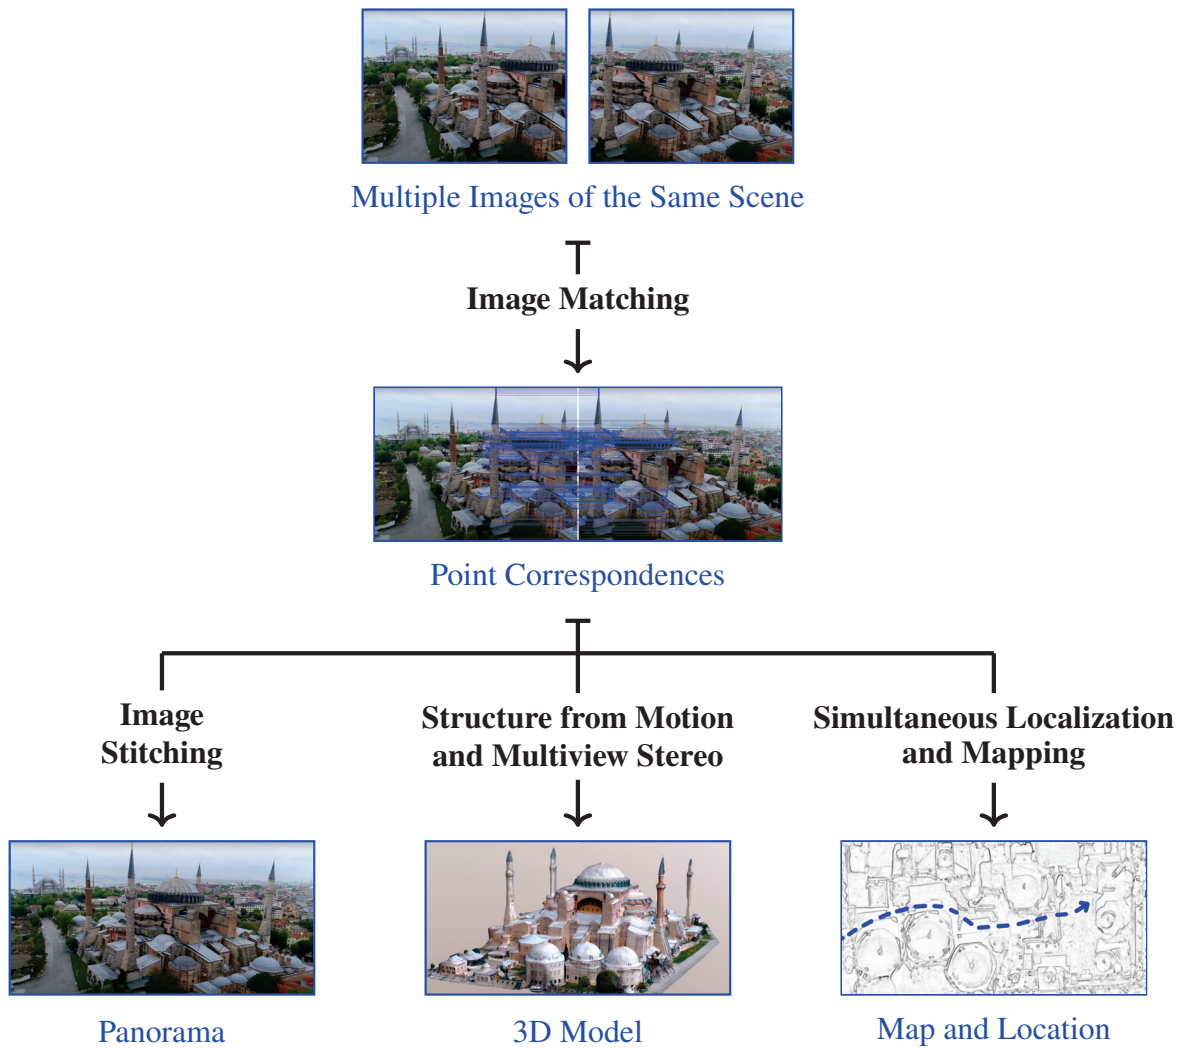 Multiple Images of the Same Scene
Image Matching
Point Correspondences
Image
Stitching
Structure from Motion
and Multiview Stereo
Simultaneous Localization
and Mapping
Panorama
3D Model
Map and Location